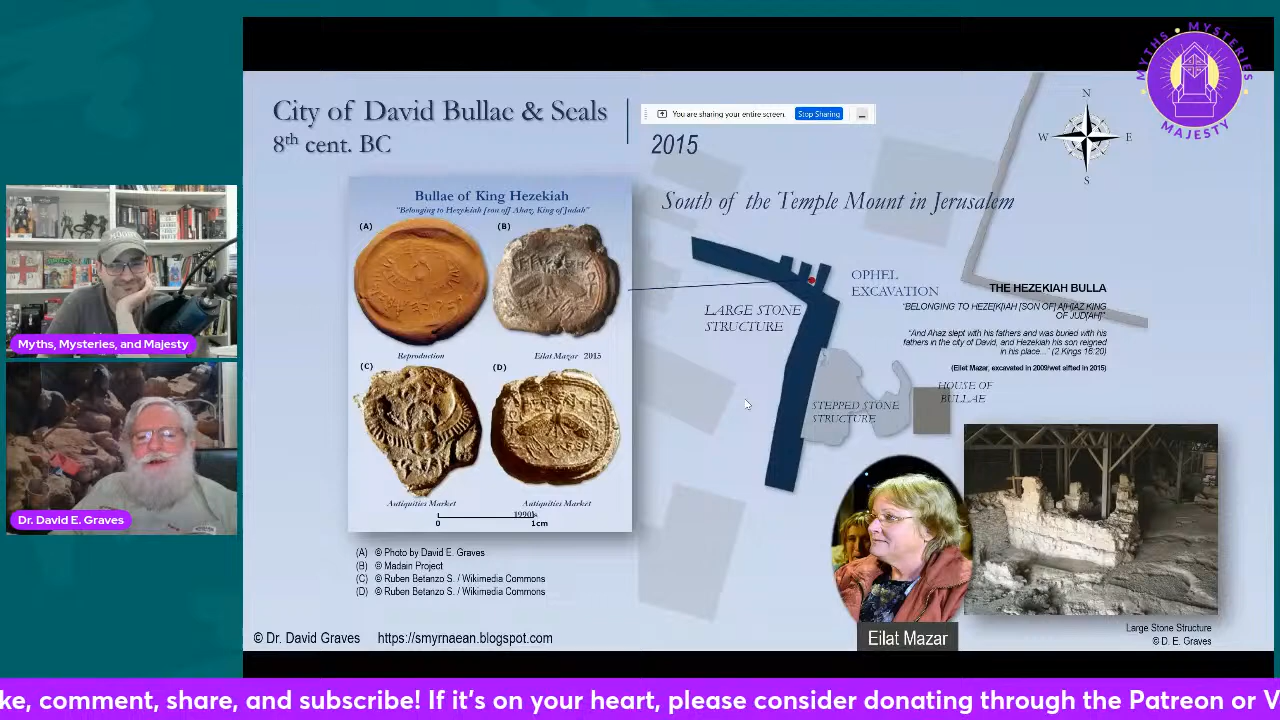 MYTHS • MYSTERIES
MAJESTY
City of David Bullae & Seals
8th cent. BC
You are sharing your entire screen.
Stop Sharing
2015
N
W
E
S
South of the Temple Mount in Jerusalem
Bullae of King Hezekiah
"Belonging to Hezekiah [son off Ahaz, King of Judah"
(A)
(B)
Reproduction
Eilat Mazar 2015
(C)
(D)
Antiquities Market
Antiquities Market
1990s
0
1cm
OPHEL
EXCAVATION
LARGE STONE
STRUCTURE
THE HEZEKIAH BULLA
"BELONGING TO HEZE[K]IAH [SON OF] A[H]AZ KING
OF JUD[AH]".
"And Ahaz slept with his fathers and was buried with his
fathers in the city of David, and Hezekiah his son reigned
in his place..." (2 Kings 16:20)
(Eilet Mazar, excavated in 2009/wet sifted in 2015)
HOUSE OF
BULLAE
STEPPED STONE
STRUCTURE
Myths, Mysteries, and Majesty
Dr. David E. Graves
(A) © Photo by David E. Graves
(B) © Madain Project
(C) © Ruben Betanzo S. / Wikimedia Commons
(D) © Ruben Betanzo S. / Wikimedia Commons
Eilat Mazar
Large Stone Structure
© D. E. Graves
© Dr. David Graves https://smyrnaean.blogspot.com
ke, comment, share, and subscribe! If it's on your heart, please consider donating through the Patreon or V